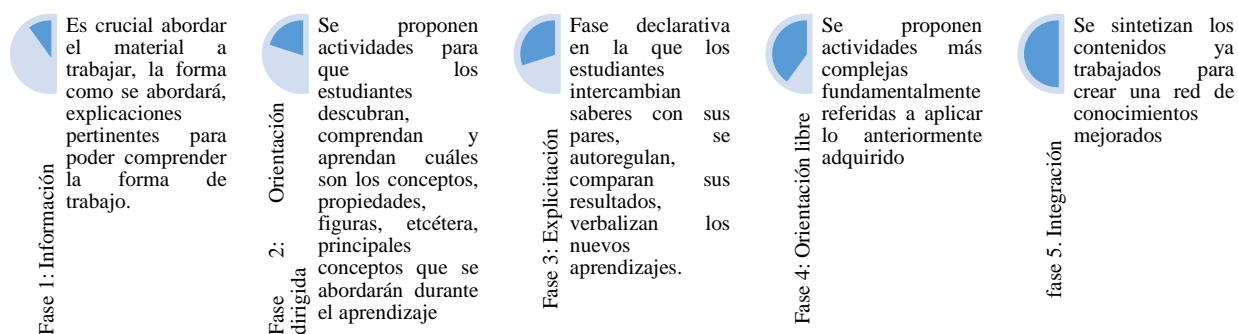 Fase 1: Información
Es crucial abordar
el material a
trabajar, la forma
como se abordará,
explicaciones
pertinentes para
poder comprender
la forma de
trabajo.
Fase 2: Orientación
dirigida
Se proponen
actividades para
que los
estudiantes
descubran,
comprendan y
aprendan cuáles
son los conceptos,
propiedades,
figuras, etcétera,
principales
conceptos que se
abordarán durante
el aprendizaje
Fase 3: Explicitación
Fase declarativa
en la que los
estudiantes
intercambian
saberes con sus
pares, se
autoregulan,
comparan sus
resultados,
verbalizan los
nuevos
aprendizajes.
Fase 4: Orientación libre
Se proponen
actividades más
complejas
fundamentalmente
referidas a aplicar
lo anteriormente
adquirido
fase 5. Integración
Se sintetizan los
contenidos ya
trabajados para
crear una red de
conocimientos
mejorados